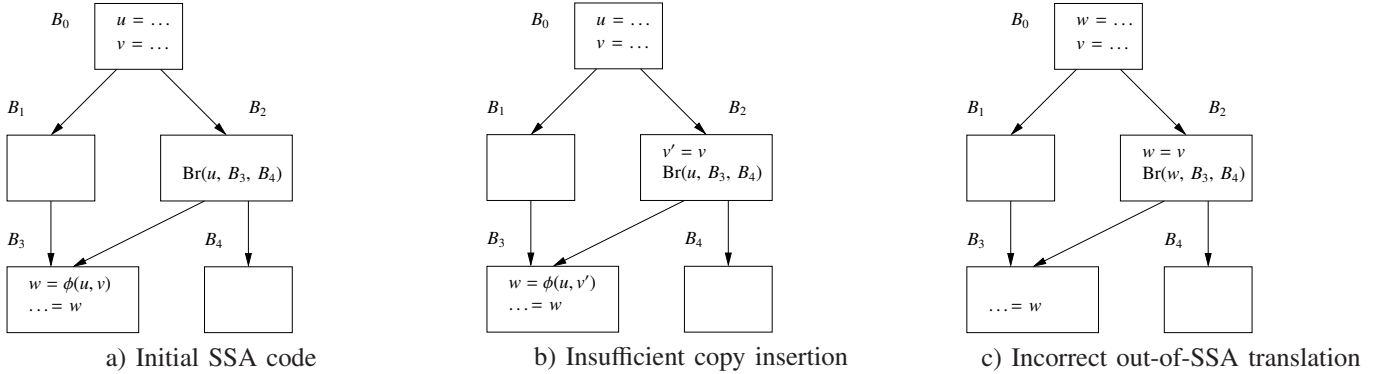 B₀
u = …
v = …
B₁
B₂
Br(u, B₃, B₄)
B₃
B₄
w = ϕ(u, v)
… = w
a) Initial SSA code
B₀
u = …
v = …
B₁
B₂
v′ = v
Br(u, B₃, B₄)
B₃
B₄
w = ϕ(u, v′)
… = w
b) Insufficient copy insertion
B₀
w = …
v = …
B₁
B₂
w = v
Br(w, B₃, B₄)
B₃
B₄
… = w
c) Incorrect out-of-SSA translation